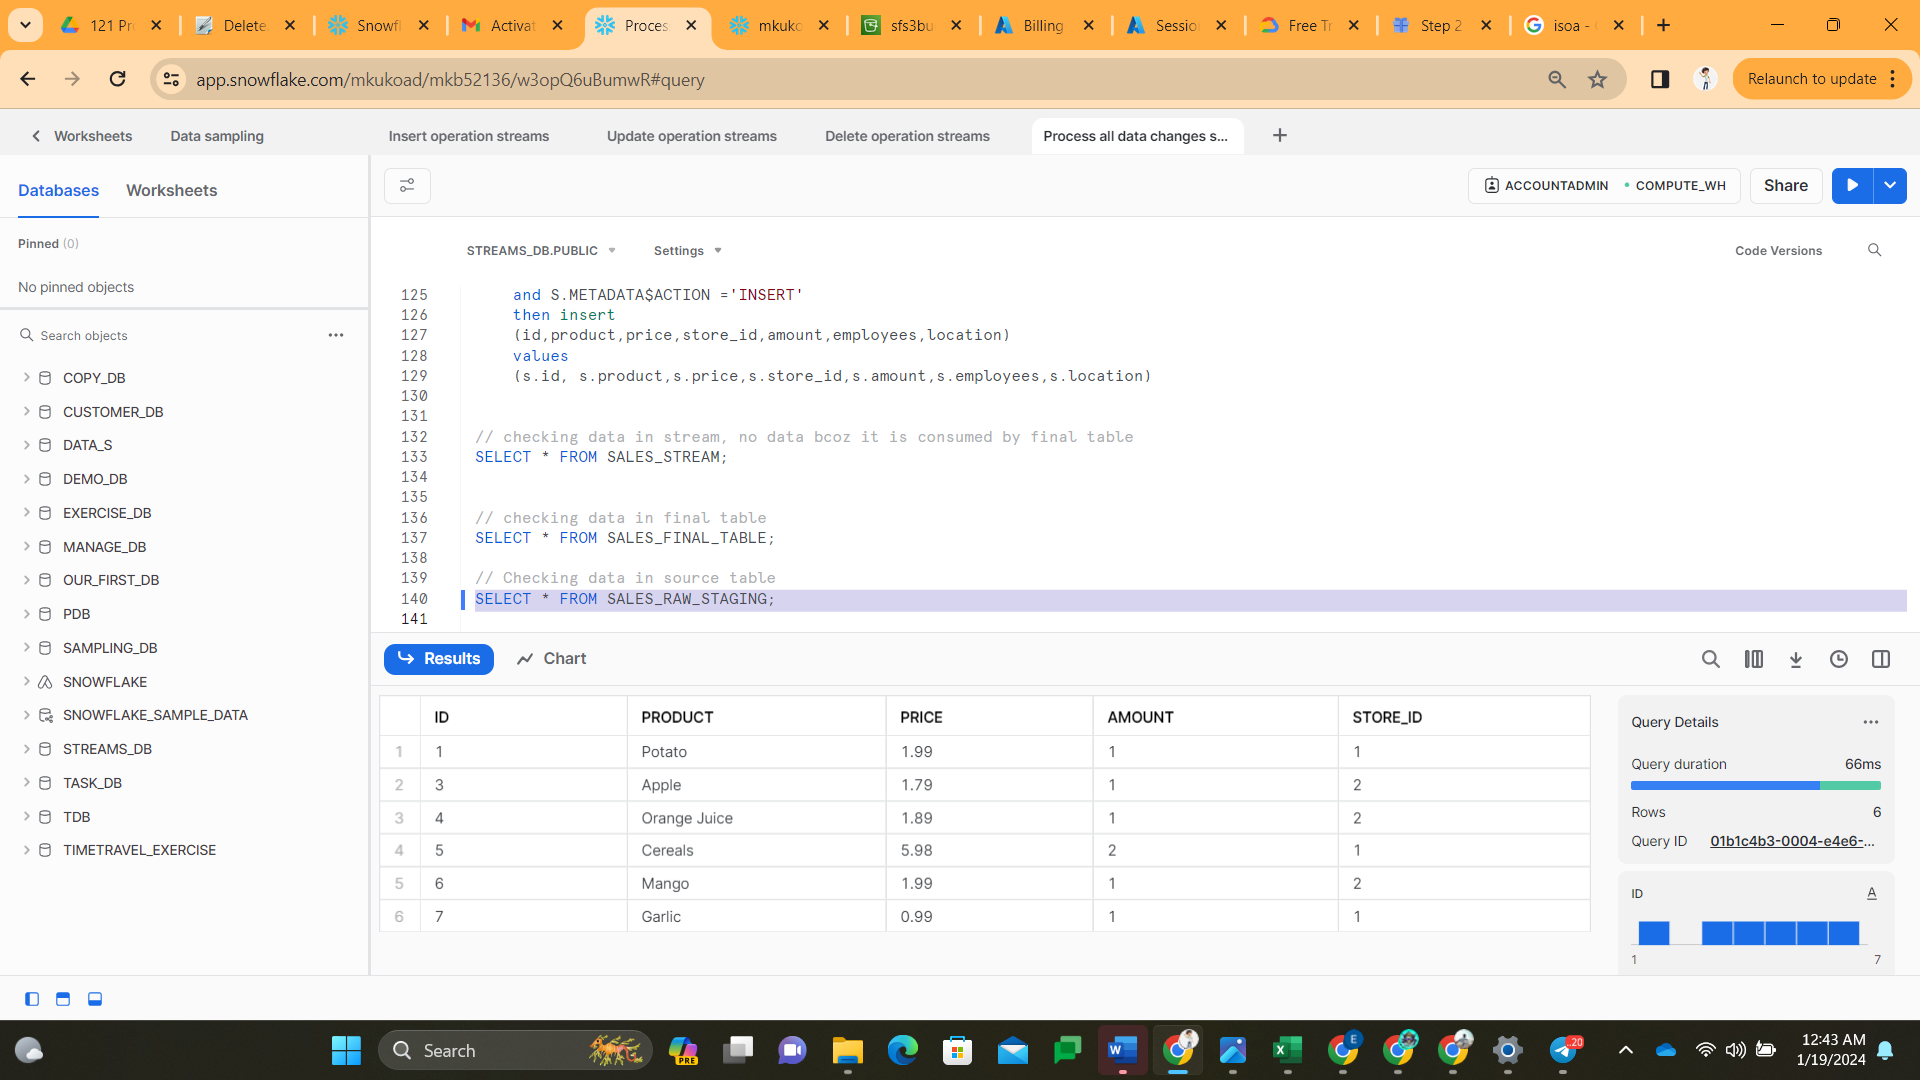 121 Pr
Delete
Snowfl
Activat
Proces
mkuko
sfs3bu
Billing
Sessio
Free Tr
Step 2
isoa -
app.snowflake.com/mkukoad/mkb52136/w3opQ6uBumwR#query
Relaunch to update
Worksheets
Data sampling
Insert operation streams
Update operation streams
Delete operation streams
Process all data changes s...
Databases
Worksheets
ACCOUNTADMIN
COMPUTE_WH
Share
Pinned (0)
No pinned objects
Search objects
COPY_DB
CUSTOMER_DB
DATA_S
DEMO_DB
EXERCISE_DB
MANAGE_DB
OUR_FIRST_DB
PDB
SAMPLING_DB
SNOWFLAKE
SNOWFLAKE_SAMPLE_DATA
STREAMS_DB
TASK_DB
TDB
TIMETRAVEL_EXERCISE
STREAMS_DB.PUBLIC
Settings
Code Versions
125 and S.METADATA$ACTION ='INSERT'
126 then insert
127 (id,product,price,store_id,amount,employees,location)
128 values
129 (s.id, s.product,s.price,s.store_id,s.amount,s.employees,s.location)
130
131
132 // checking data in stream, no data bcoz it is consumed by final table
133 SELECT * FROM SALES_STREAM;
134
135
136 // checking data in final table
137 SELECT * FROM SALES_FINAL_TABLE;
138
139 // Checking data in source table
140 SELECT * FROM SALES_RAW_STAGING;
141
Results
Chart
ID PRODUCT PRICE AMOUNT STORE_ID
1 1 Potato 1.99 1 1
2 3 Apple 1.79 1 2
3 4 Orange Juice 1.89 1 2
4 5 Cereals 5.98 2 1
5 6 Mango 1.99 1 2
6 7 Garlic 0.99 1 1
Query Details
Query duration 66ms
Rows 6
Query ID 01b1c4b3-0004-e4e6-...
ID A
1 7
Search
PRE
E
20
12:43 AM
1/19/2024